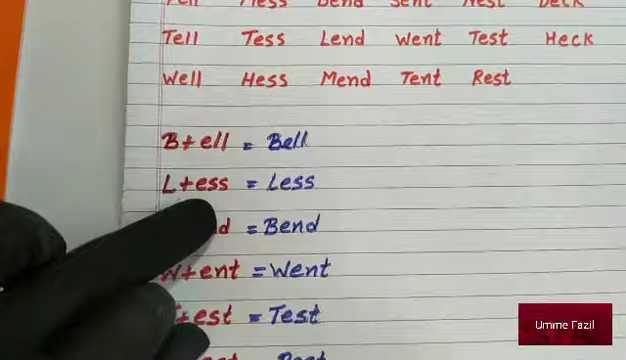 Tell Tess Lend Went Test Heck
Well Hess Mend Tent Rest
B+ell = Bell
L+ess = Less
d = Bend
W+ent = Went
T+est = Test
Umme Fazil